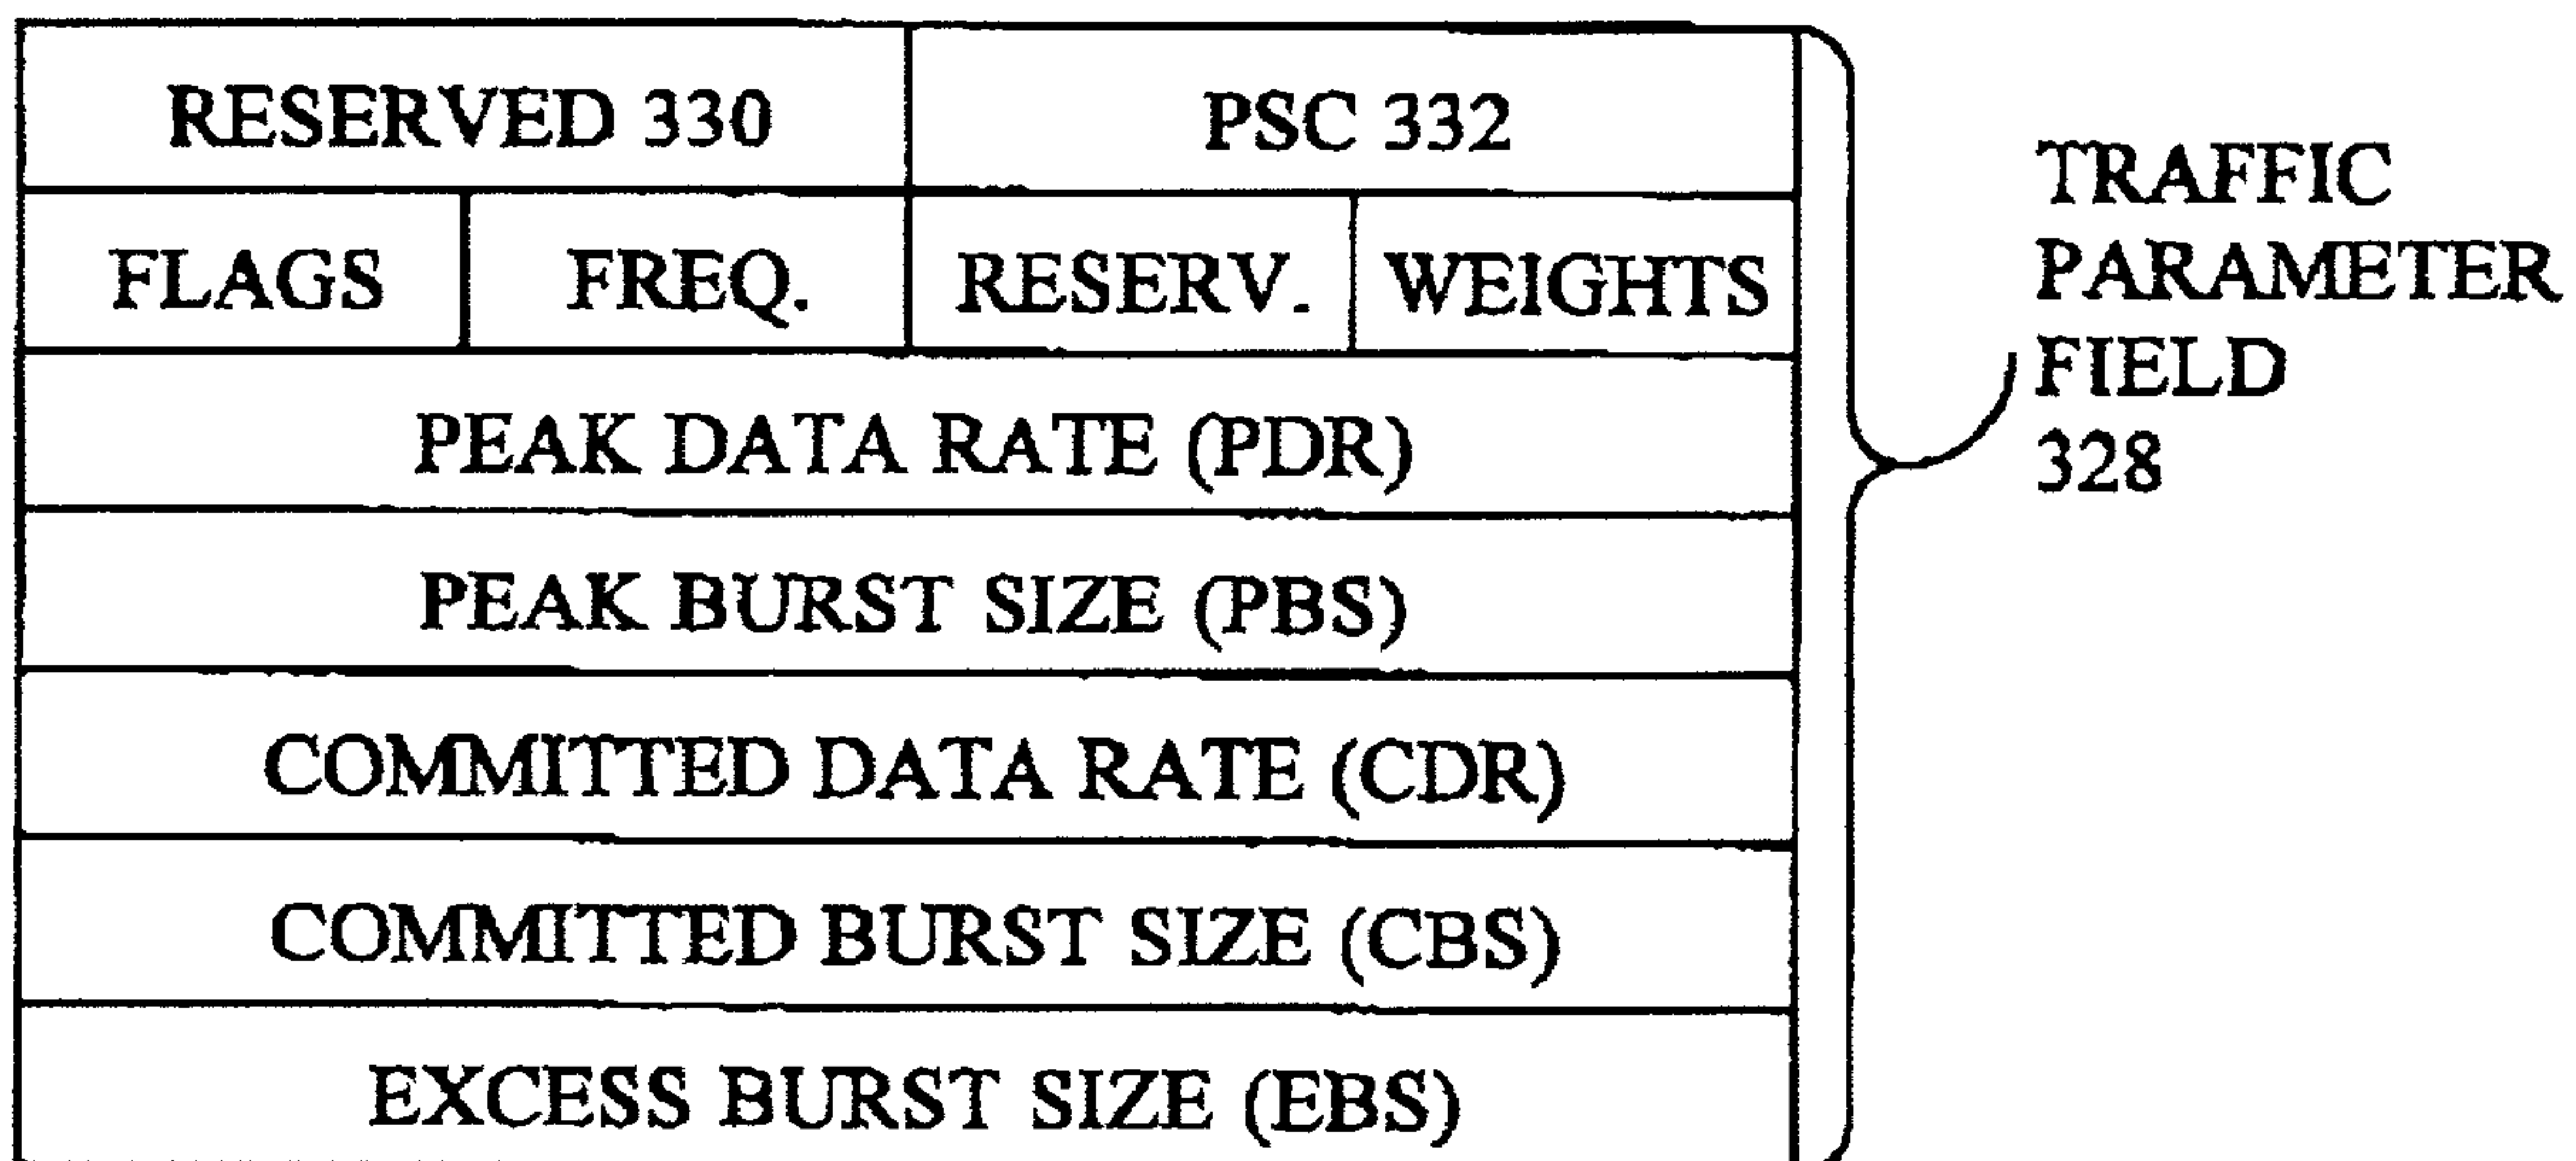 RESERVED 330 PSC 332
FLAGS FREQ. RESERV. WEIGHTS
PEAK DATA RATE (PDR)
PEAK BURST SIZE (PBS)
COMMITTED DATA RATE (CDR)
COMMITTED BURST SIZE (CBS)
EXCESS BURST SIZE (EBS)
TRAFFIC
PARAMETER
FIELD
328